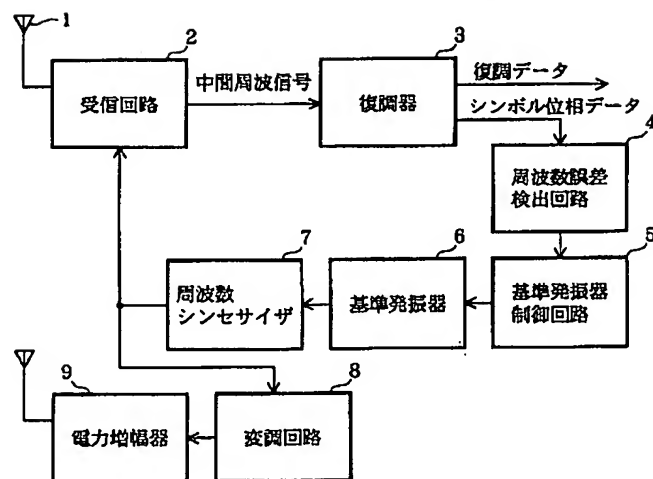 1
2
受信回路
中間周波信号
3
復調器
復調データ
シンボル位相データ
4
周波数誤差
検出回路
5
基準発振器
制御回路
6
基準発振器
7
周波数
シンセサイザ
8
変調回路
9
電力増幅器